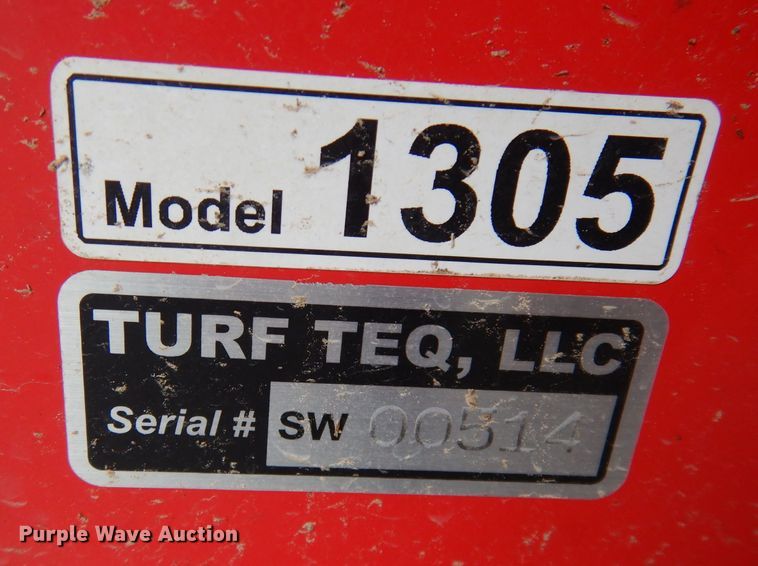 Model 1305
TURF TEQ, LLC
Serial # SW 00514
Purple Wave Auction